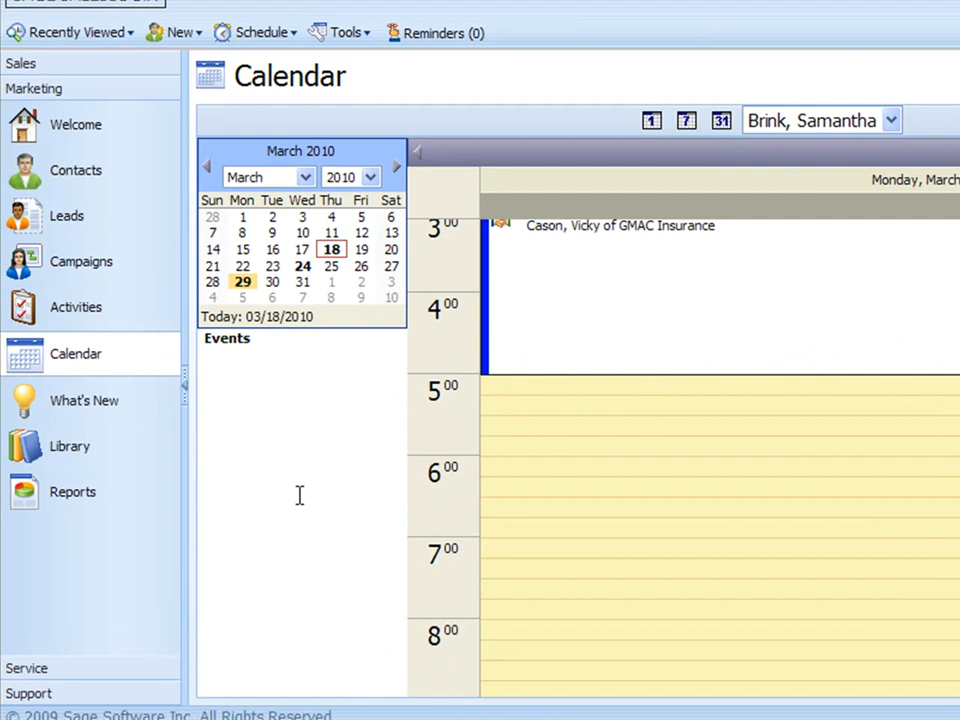 Recently Viewed New Schedule Tools Reminders (0)
Sales
Marketing
Welcome
Contacts
Leads
Campaigns
Activities
Calendar
What's New
Library
Reports
Service
Support
Calendar
1 7 31 Brink, Samantha
March 2010
March 2010
Sun Mon Tue Wed Thu Fri Sat
28 1 2 3 4 5 6
7 8 9 10 11 12 13
14 15 16 17 18 19 20
21 22 23 24 25 26 27
28 29 30 31 1 2 3
4 5 6 7 8 9 10
Today: 03/18/2010
Events
Monday, March
3 00 Cason, Vicky of GMAC Insurance
4 00
5 00
6 00
7 00
8 00
© 2009 Sage Software Inc. All Rights Reserved